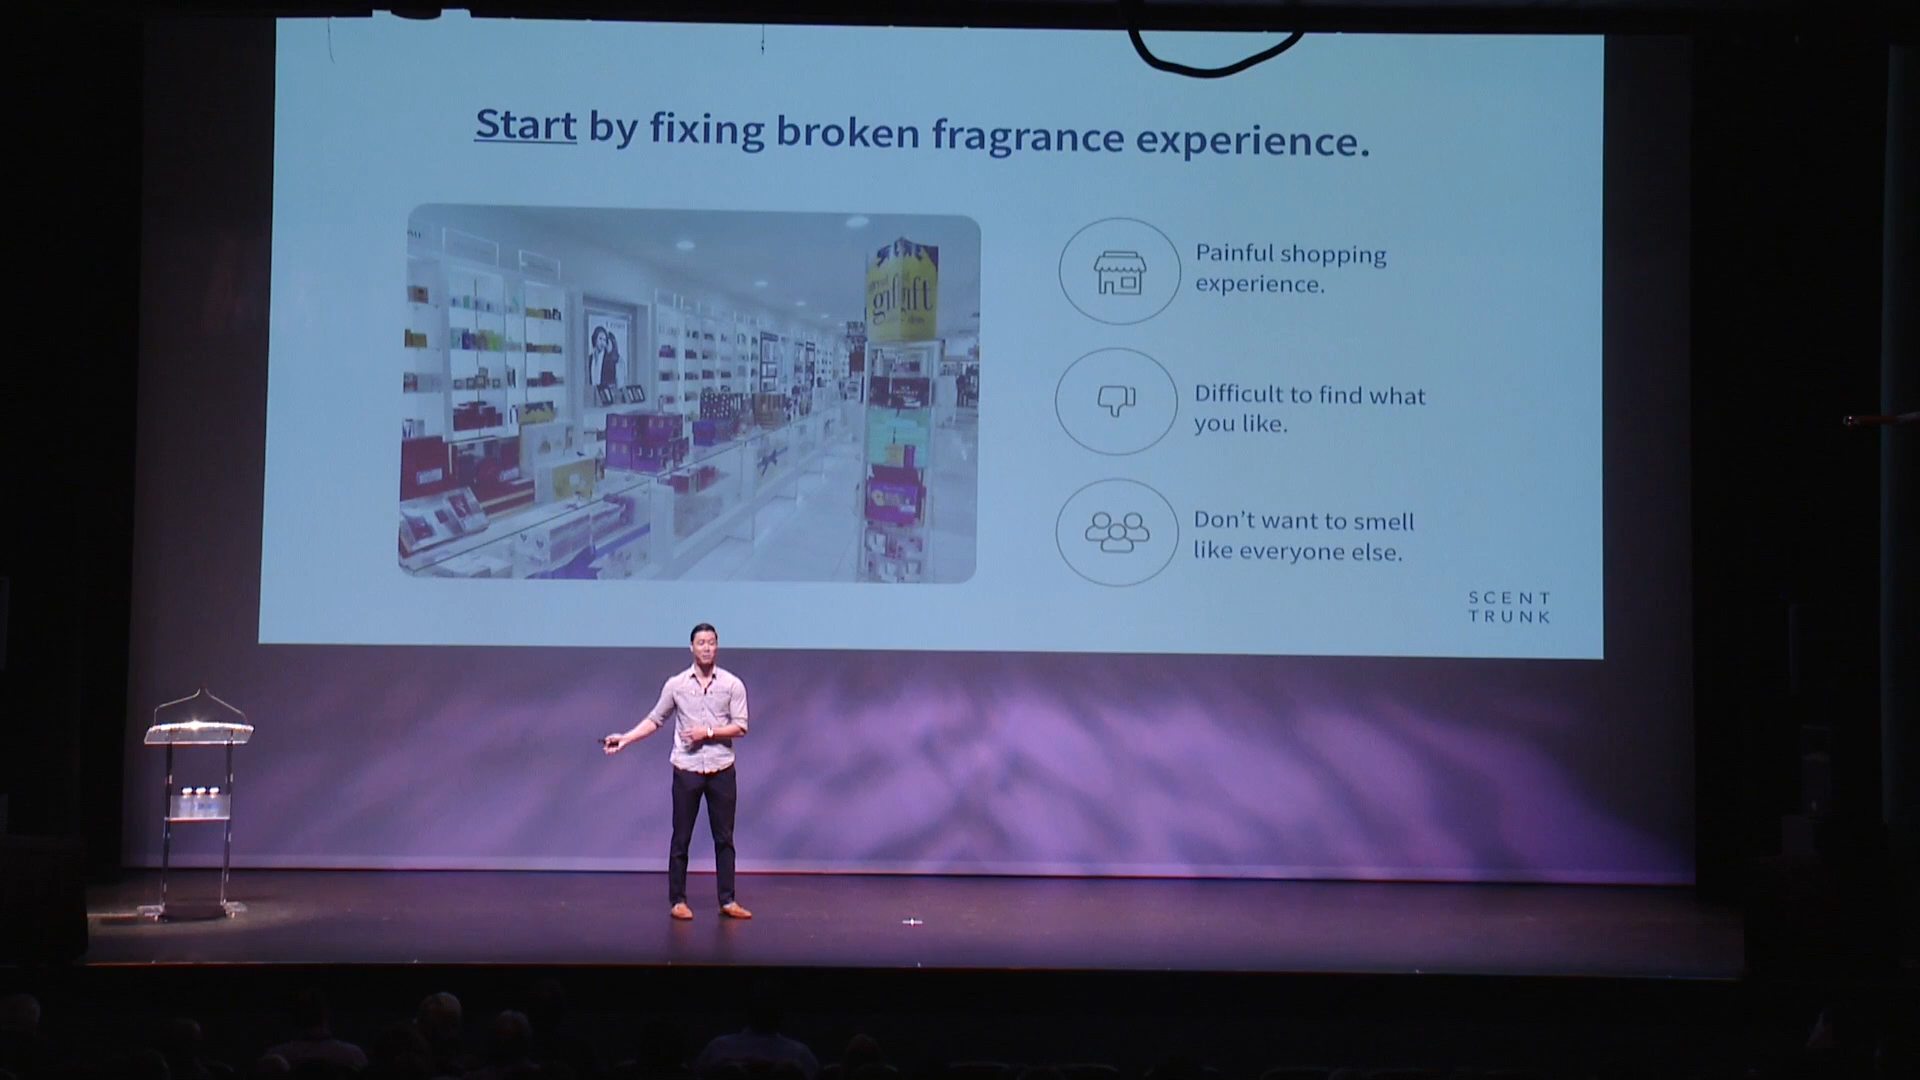 Start by fixing broken fragrance experience.
gift
Painful shopping
experience.
Difficult to find what
you like.
Don't want to smell
like everyone else.
SCENT
TRUNK